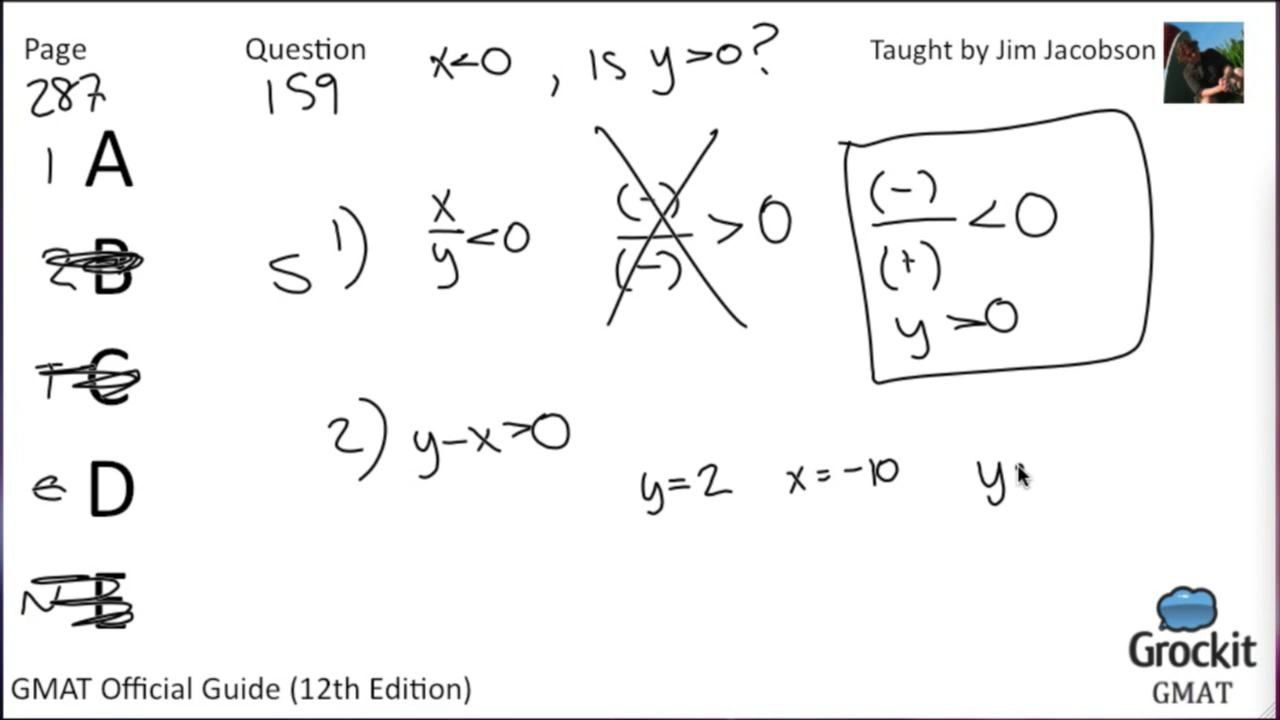 Page
287
Question
159
x<0, Is y>0?
Taught by Jim Jacobson
1 A
2 B
T C
e D
N E
S 1) x/y<0
(-)/(-) > 0
(-)/(+) < 0
y >0
2) y-x>0
y=2 x=-10 y
Grockit
GMAT
GMAT Official Guide (12th Edition)